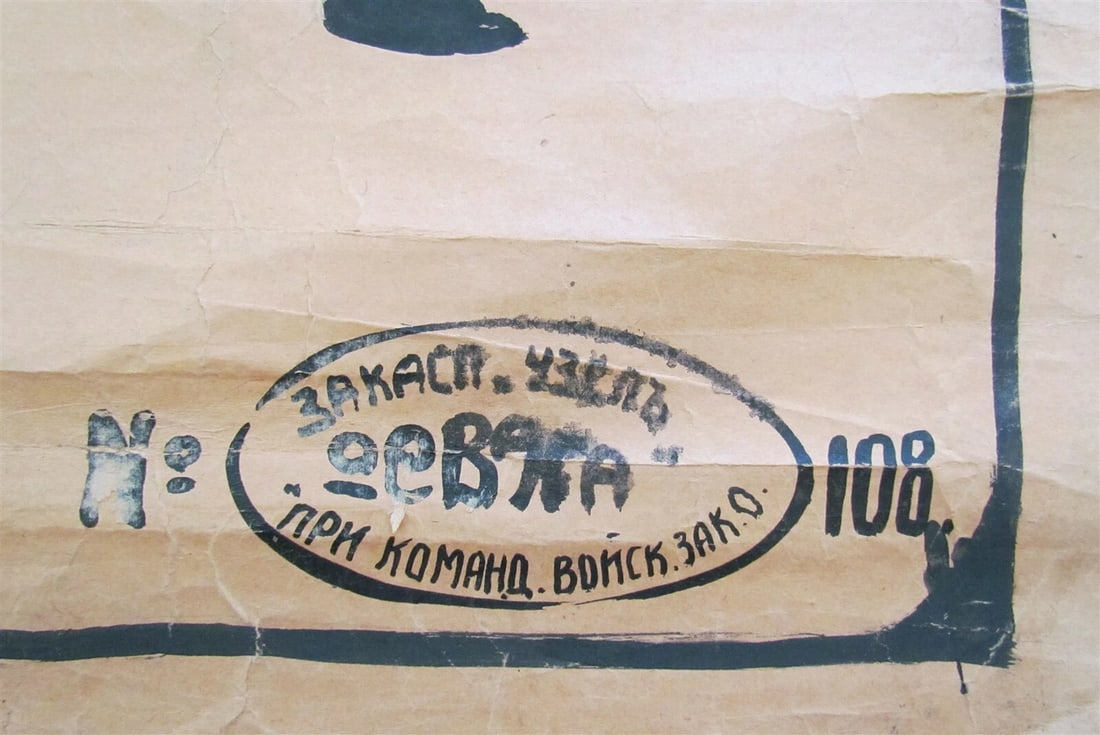 ЗАКАСП. УЗЕЛЪ
„ОСВАГА“
ПРИ КОМАНД. ВОЙСК. ЗАК. О.
№ 108.